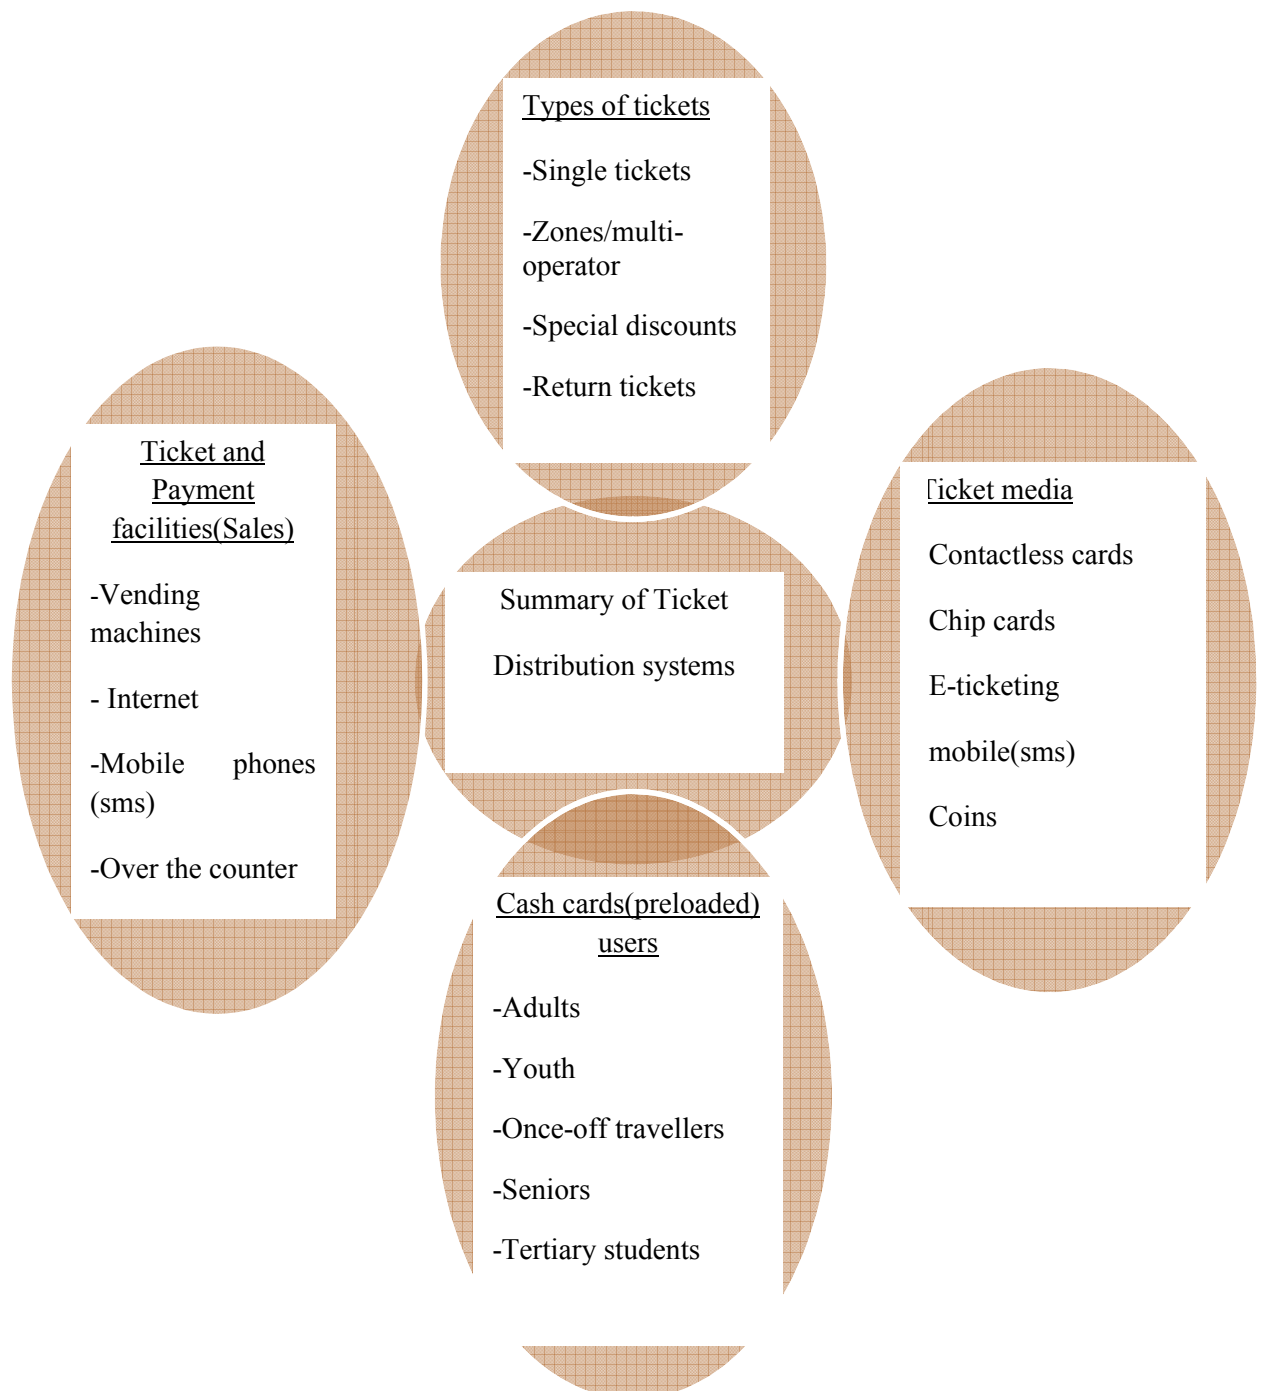 Types of tickets
-Single tickets
-Zones/multi-
operator
-Special discounts
-Return tickets
Ticket and
Payment
facilities(Sales)
-Vending
machines
- Internet
-Mobile phones
(sms)
-Over the counter
Summary of Ticket
Distribution systems
Ticket media
Contactless cards
Chip cards
E-ticketing
mobile(sms)
Coins
Cash cards(preloaded)
users
-Adults
-Youth
-Once-off travellers
-Seniors
-Tertiary students